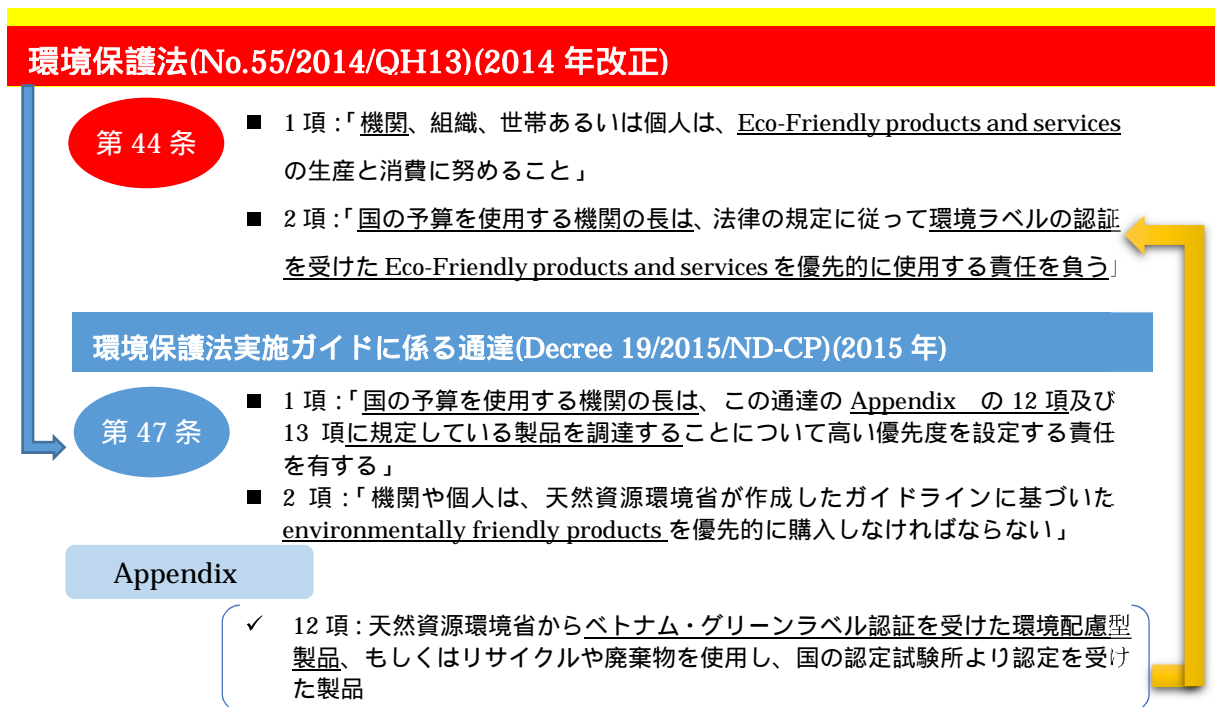 環境保護法(No.55/2014/QH13)(2014 年改正)
第 44 条
■ 1 項：「機関、組織、世帯あるいは個人は、Eco-Friendly products and services
の生産と消費に努めること」
■ 2 項：「国の予算を使用する機関の長は、法律の規定に従って環境ラベルの認証
を受けた Eco-Friendly products and services を優先的に使用する責任を負う」
環境保護法実施ガイドに係る通達(Decree 19/2015/ND-CP)(2015 年)
第 47 条
■ 1 項：「国の予算を使用する機関の長は、この通達の Appendix の 12 項及び
13 項に規定している製品を調達することについて高い優先度を設定する責任
を有する」
■ 2 項：「機関や個人は、天然資源環境省が作成したガイドラインに基づいた
environmentally friendly products を優先的に購入しなければならない」
Appendix
✓ 12 項：天然資源環境省からベトナム・グリーンラベル認証を受けた環境配慮型
製品、もしくはリサイクルや廃棄物を使用し、国の認定試験所より認定を受け
た製品